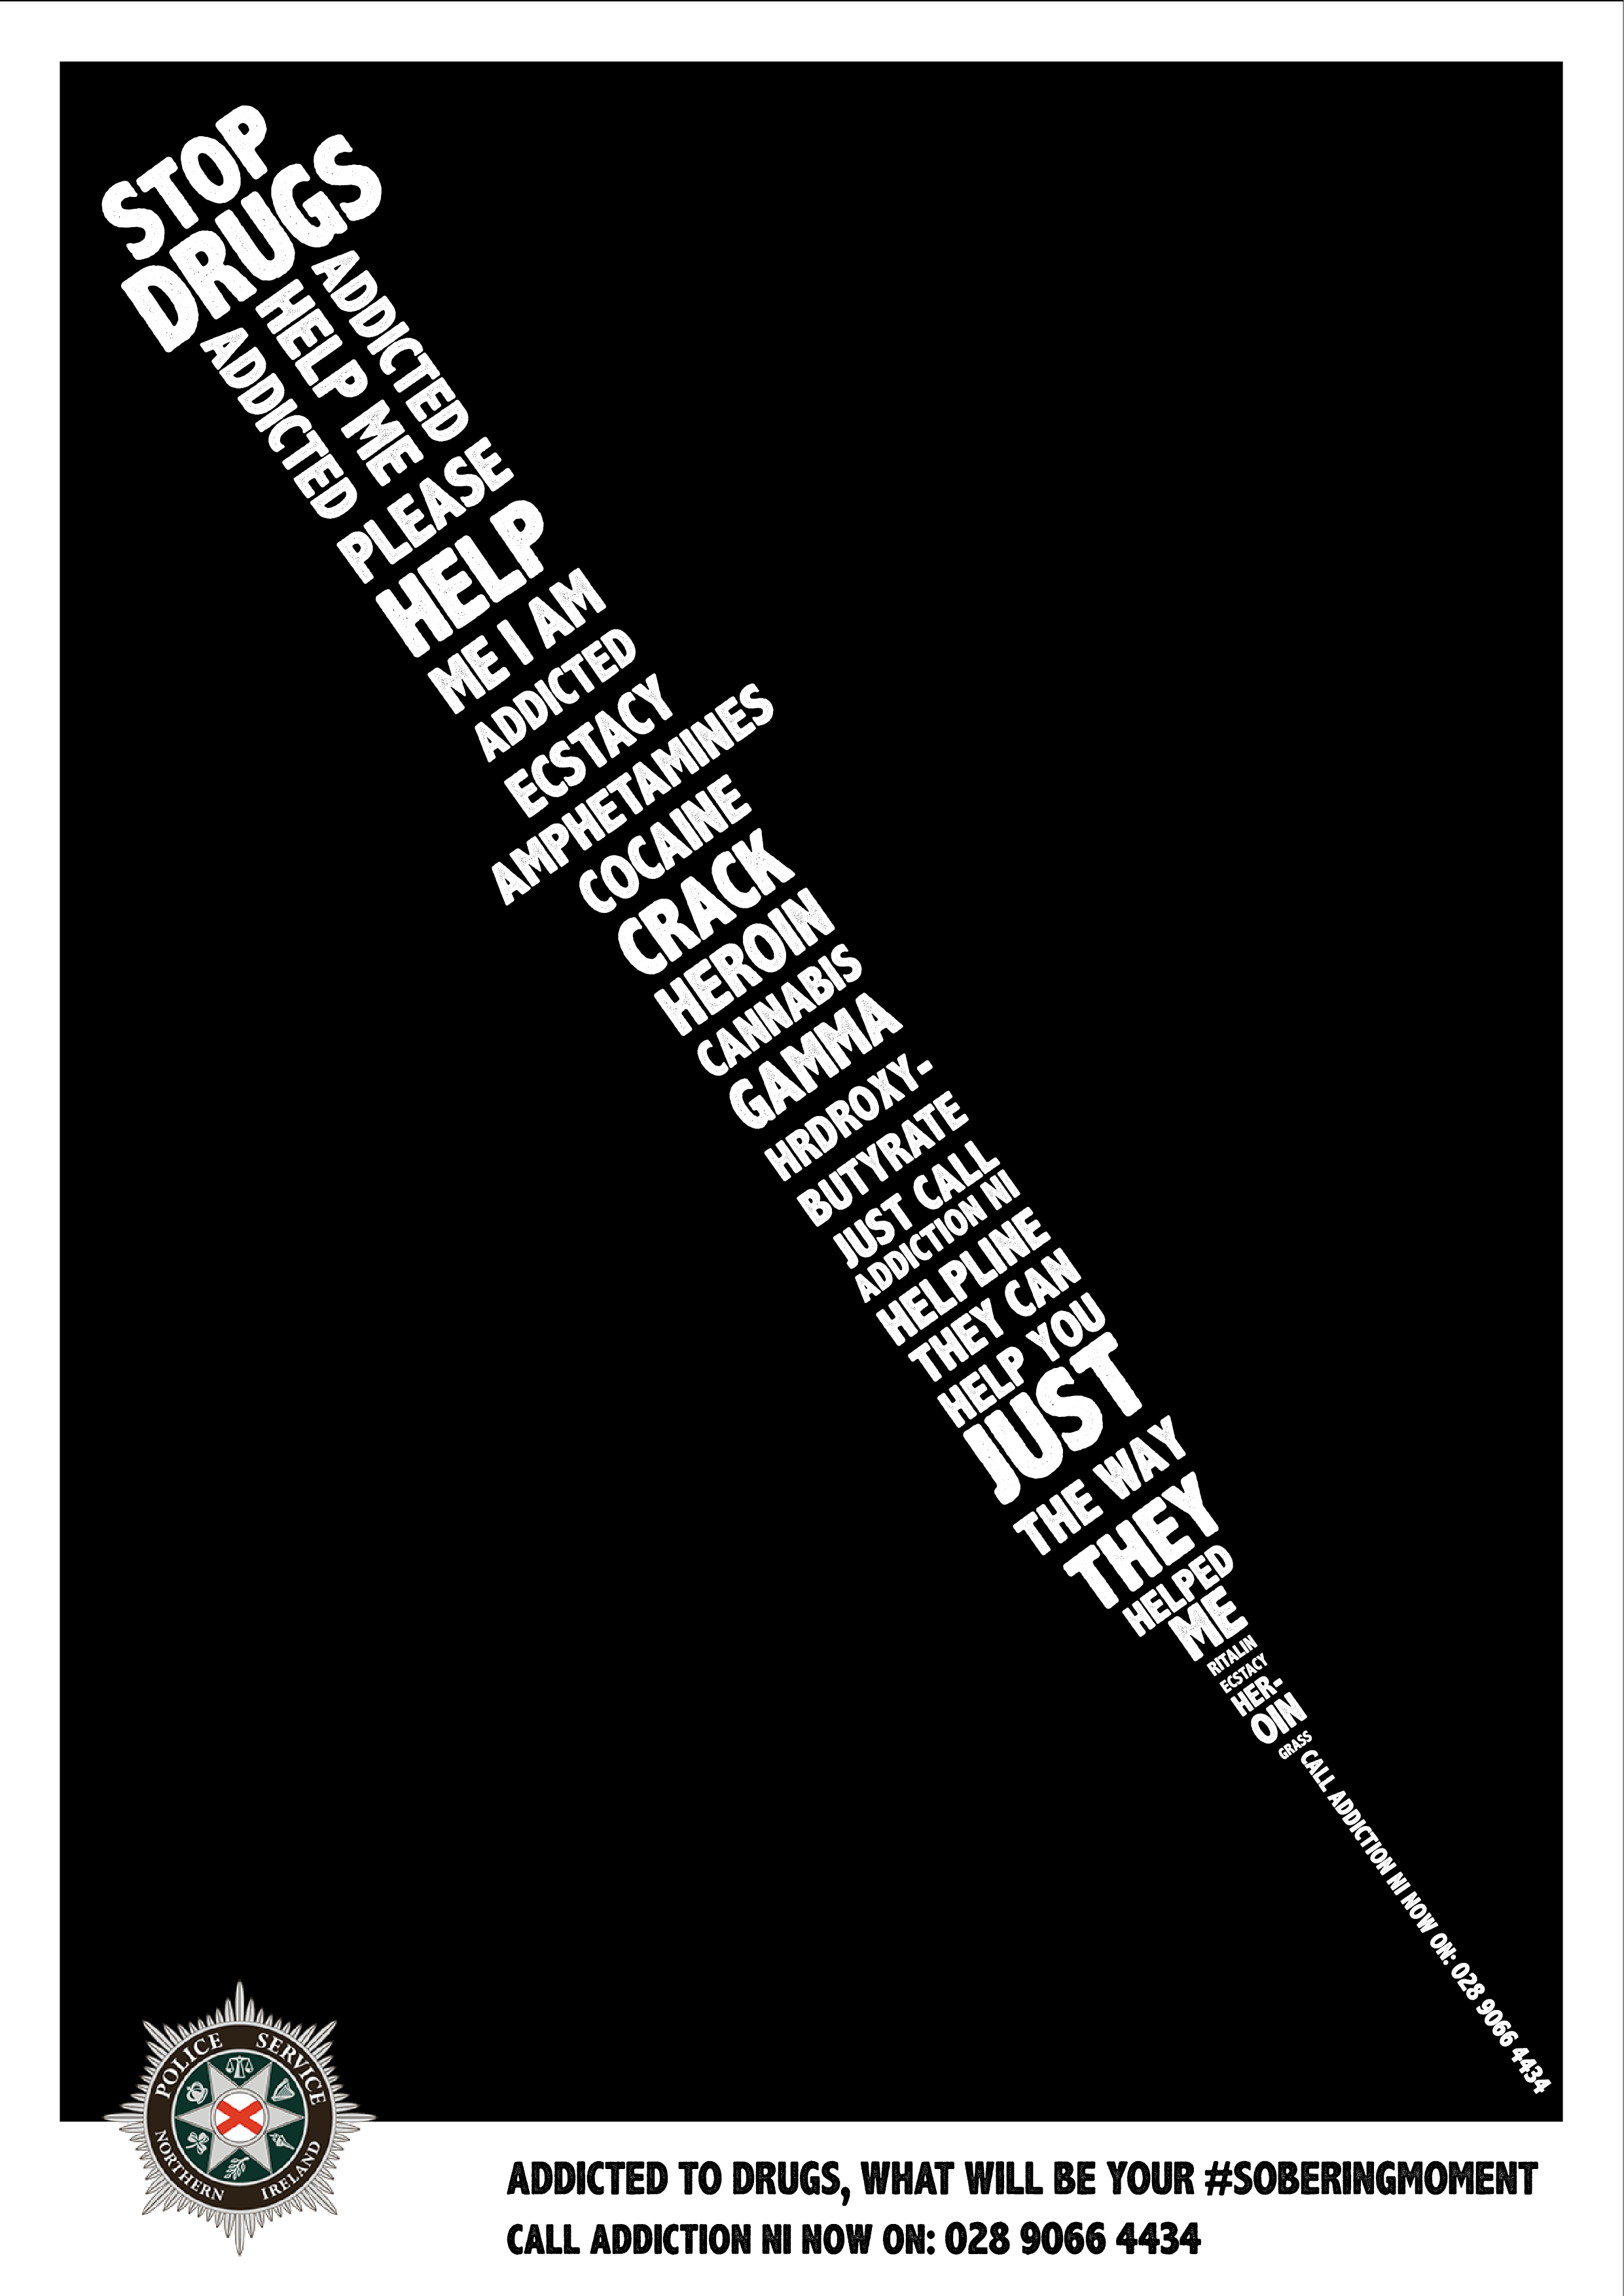 STOP
DRUGS
ADDICTED
HELP ME
ADDICTED
PLEASE
HELP
ME I AM
ADDICTED
ECSTACY
AMPHETAMINES
COCAINE
CRACK
HEROIN
CANNABIS
GAMMA
HRDROXY-
BUTYRATE
JUST CALL
ADDICTION NI
HELPLINE
THEY CAN
HELP YOU
JUST
THE WAY
THEY
HELPED
ME
RITALIN
ECSTACY
HER-
OIN
GRASS
CALL ADDICTION NI NOW ON: 028 9066 4434
POLICE SERVICE
NORTHERN IRELAND
ADDICTED TO DRUGS, WHAT WILL BE YOUR #SOBERINGMOMENT
CALL ADDICTION NI NOW ON: 028 9066 4434